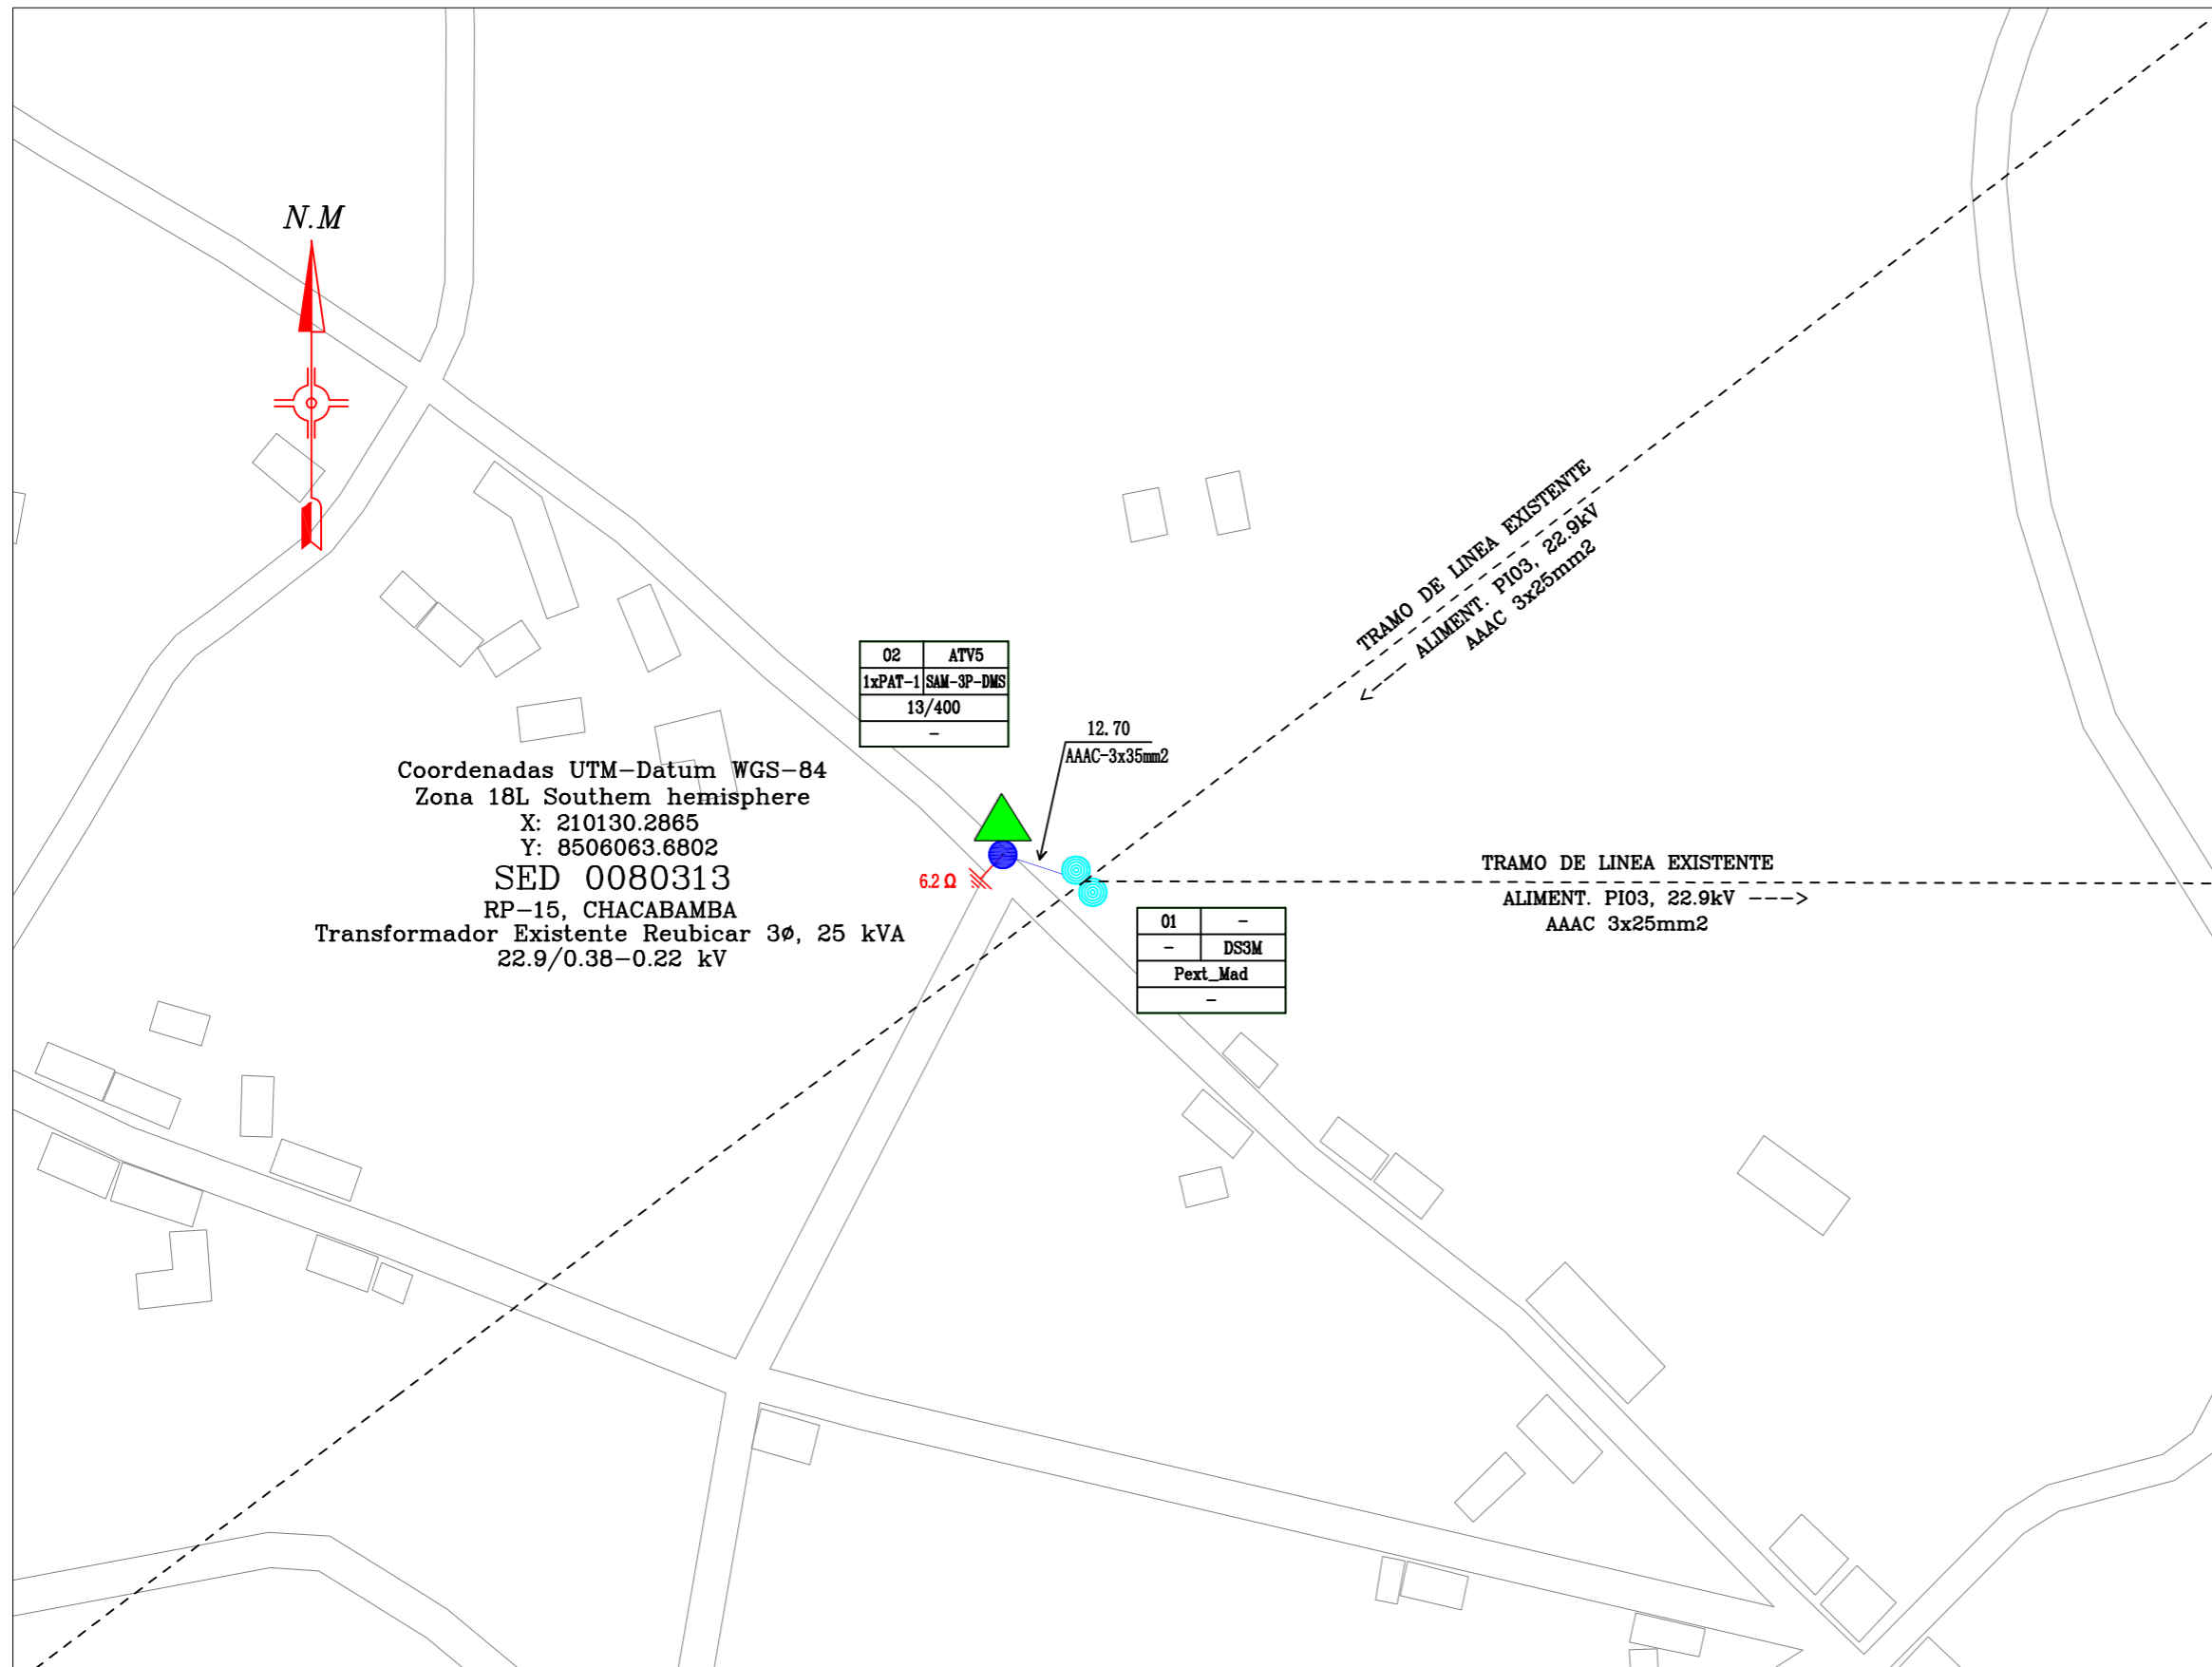 N.M
TRAMO DE LINEA EXISTENTE
ALIMENT. PI03, 22.9kV
AAAC 3x25mm2
02 ATV5
1xPAT-1 SAM-3P-DMS
13/400
-
12.70
AAAC-3x35mm2
Coordenadas UTM-Datum WGS-84
Zona 18L Southem hemisphere
X: 210130.2865
Y: 8506063.6802
SED 0080313
RP-15, CHACABAMBA
Transformador Existente Reubicar 3ø, 25 kVA
22.9/0.38-0.22 kV
6.2 Ω
TRAMO DE LINEA EXISTENTE
ALIMENT. PI03, 22.9kV --->
AAAC 3x25mm2
01 -
- DS3M
Pext_Mad
-